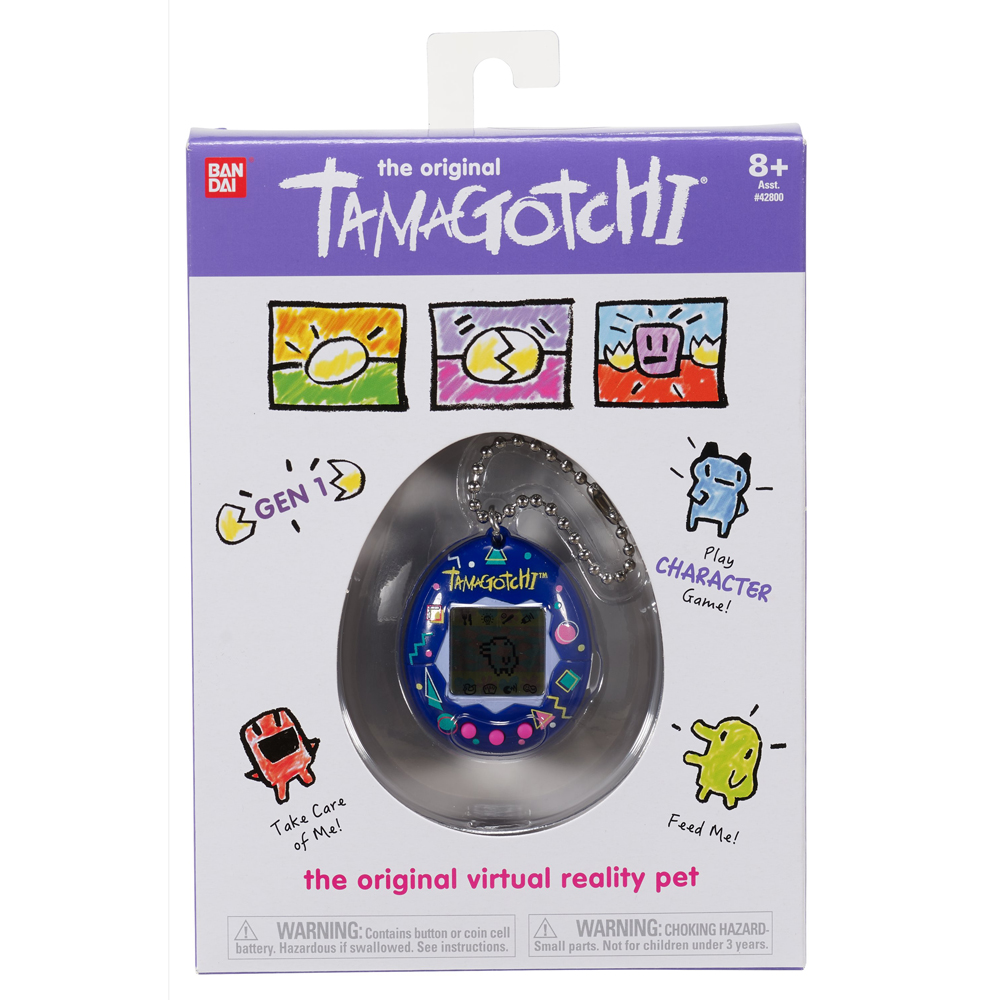 BAN
DAI
the original
TAMAGOTCHI®
8+
Asst.
#42800
GEN 1
TAMAGOTCHI™
Play
CHARACTER
Game!
Take Care
of Me!
Feed Me!
the original virtual reality pet
WARNING: Contains button or coin cell
battery. Hazardous if swallowed. See instructions.
WARNING: CHOKING HAZARD-
Small parts. Not for children under 3 years.